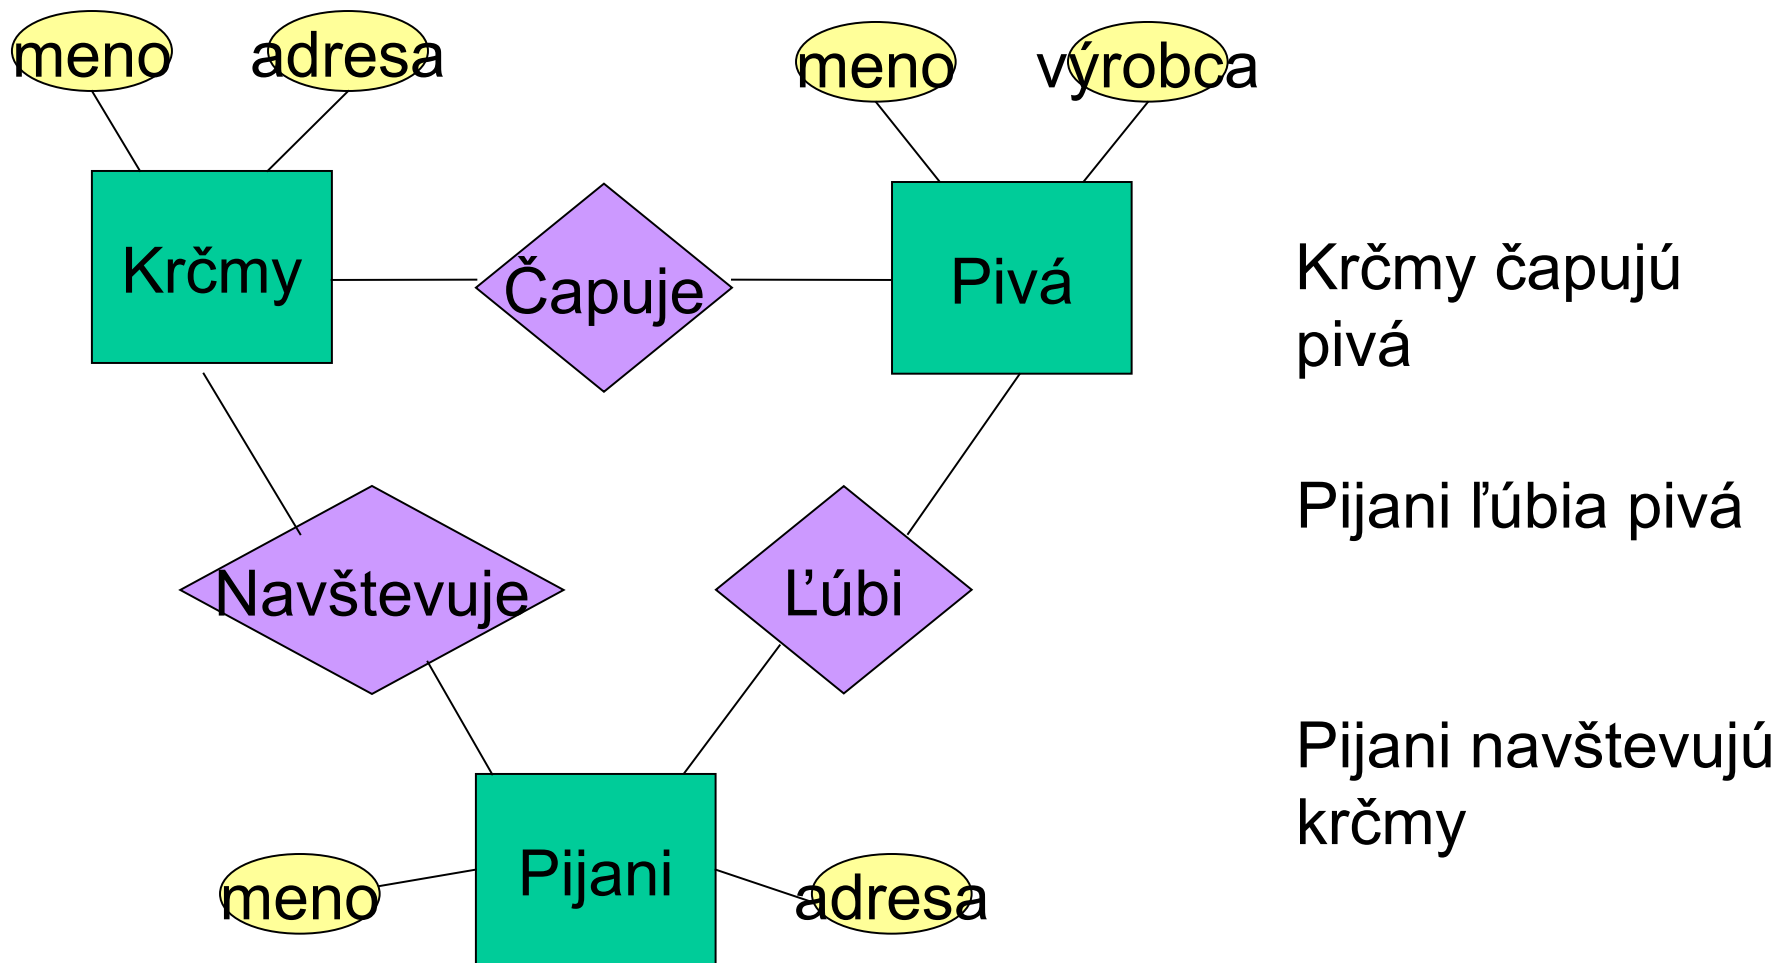 meno
adresa
meno
výrobca
Krčmy
Čapuje
Pivá
Krčmy čapujú
pivá
Pijani ľúbia pivá
Navštevuje
Ľúbi
Pijani navštevujú
krčmy
meno
Pijani
adresa